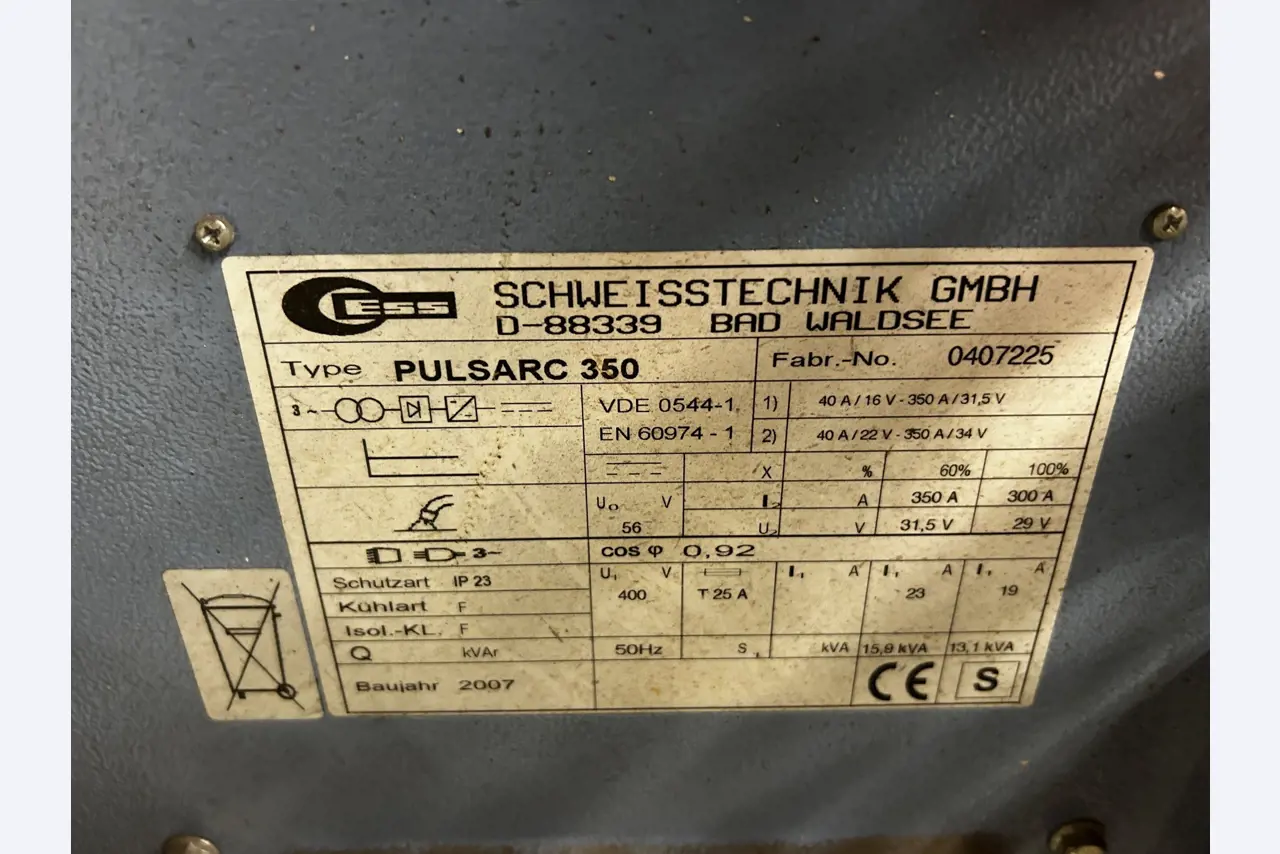 ESS SCHWEISSTECHNIK GMBH
D-88339 BAD WALDSEE
Type PULSARC 350 Fabr.-No. 0407225
3~ VDE 0544-1 1) 40 A / 16 V - 350 A / 31,5 V
EN 60974 - 1 2) 40 A / 22 V - 350 A / 34 V
X % 60% 100%
U₀ V I₂ A 350 A 300 A
56 U₂ V 31,5 V 29 V
3~ cos φ 0,92
Schutzart IP 23 U₁ V I₁ A I₁ A I₁ A
Kühlart F 400 T 25 A 23 19
Isol.-KL. F
Q kVAr 50Hz S₁ kVA 15,9 kVA 13,1 kVA
Baujahr 2007 CE S